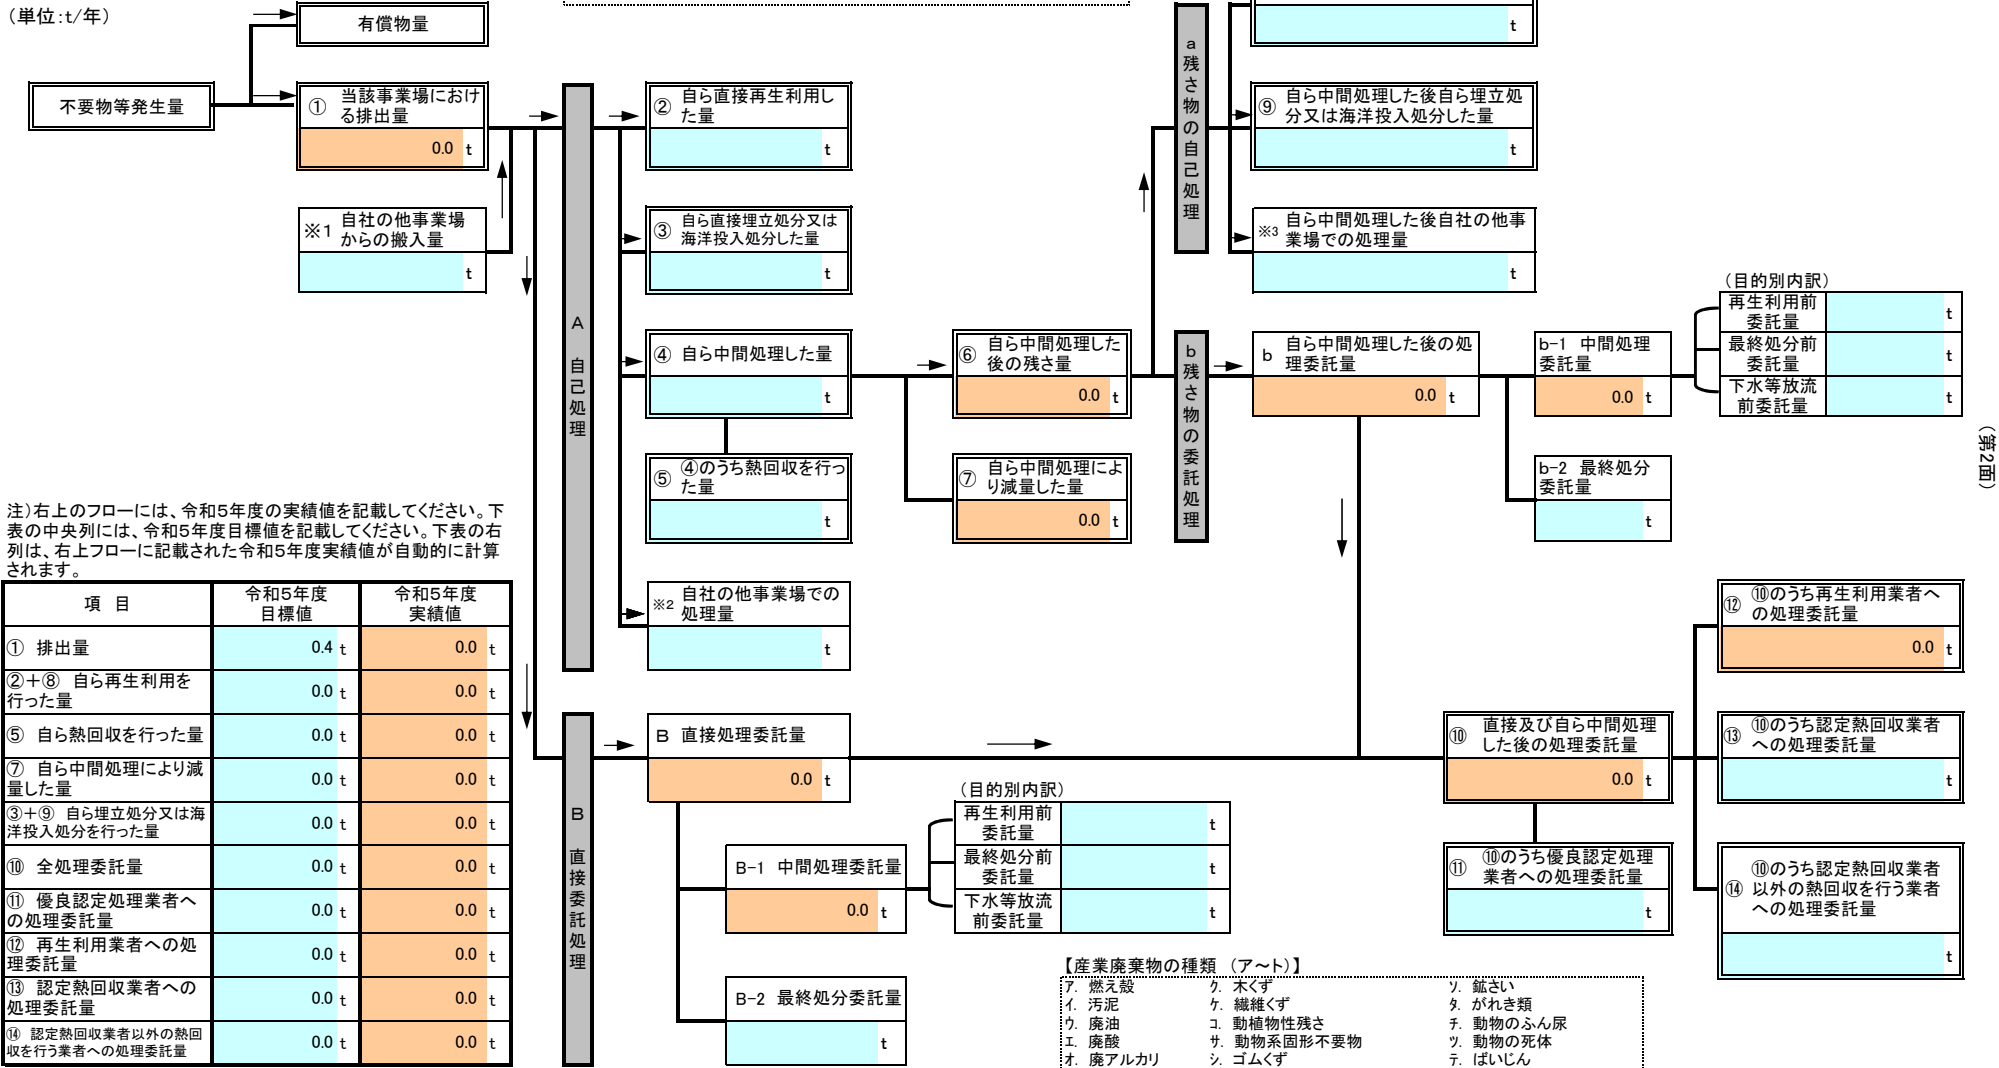 （単位：t/年）
有償物量
t
不要物等発生量
① 当該事業場におけ
る排出量
0.0 t
② 自ら直接再生利用し
た量
t
a 残さ物の自己処理
⑨ 自ら中間処理した後自ら埋立処
分又は海洋投入処分した量
t
※1 自社の他事業場
からの搬入量
t
③ 自ら直接埋立処分又は
海洋投入処分した量
t
※3 自ら中間処理した後自社の他事
業場での処理量
t
A 自己処理
④ 自ら中間処理した量
t
⑥ 自ら中間処理した
後の残さ量
0.0 t
b 残さ物の委託処理
b 自ら中間処理した後の処
理委託量
0.0 t
b-1 中間処理
委託量
0.0 t
（目的別内訳）
再生利用前
委託量
t
最終処分前
委託量
t
下水等放流
前委託量
t
⑤ ④のうち熱回収を行っ
た量
t
⑦ 自ら中間処理によ
り減量した量
0.0 t
b-2 最終処分
委託量
t
（第2面）
※2 自社の他事業場での
処理量
t
注）右上のフローには、令和５年度の実績値を記載してください。下
表の中央列には、令和５年度目標値を記載してください。下表の右
列は、右上フローに記載された令和５年度実績値が自動的に計算
されます。
項 目 令和５年度 目標値 令和５年度 実績値
① 排出量 0.4 t 0.0 t
②＋⑧ 自ら再生利用を
行った量 0.0 t 0.0 t
⑤ 自ら熱回収を行った量 0.0 t 0.0 t
⑦ 自ら中間処理により減
量した量 0.0 t 0.0 t
③＋⑨ 自ら埋立処分又は海
洋投入処分を行った量 0.0 t 0.0 t
⑩ 全処理委託量 0.0 t 0.0 t
⑪ 優良認定処理業者へ
の処理委託量 0.0 t 0.0 t
⑫ 再生利用業者への処
理委託量 0.0 t 0.0 t
⑬ 認定熱回収業者への
処理委託量 0.0 t 0.0 t
⑭ 認定熱回収業者以外の熱回
収を行う業者への処理委託量 0.0 t 0.0 t
B 直接委託処理
B 直接処理委託量
0.0 t
B-1 中間処理委託量
0.0 t
（目的別内訳）
再生利用前
委託量
t
最終処分前
委託量
t
下水等放流
前委託量
t
B-2 最終処分委託量
t
⑩ 直接及び自ら中間処理
した後の処理委託量
0.0 t
⑪ ⑩のうち優良認定処理
業者への処理委託量
t
⑫ ⑩のうち再生利用業者へ
の処理委託量
0.0 t
⑬ ⑩のうち認定熱回収業者
への処理委託量
t
⑭ ⑩のうち認定熱回収業者
以外の熱回収を行う業者
への処理委託量
t
【産業廃棄物の種類 （ア～ト）】
ア. 燃え殻 ク. 木くず ソ. 鉱さい
イ. 汚泥 ケ. 繊維くず タ. がれき類
ウ. 廃油 コ. 動植物性残さ チ. 動物のふん尿
エ. 廃酸 サ. 動物系固形不要物 ツ. 動物の死体
オ. 廃アルカリ シ. ゴムくず テ. ばいじん